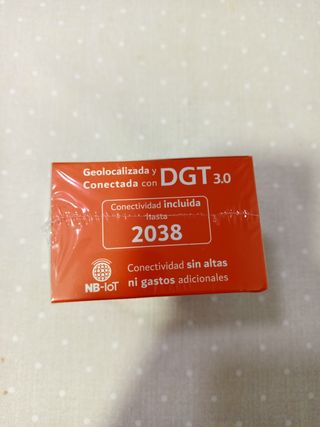 Geolocalizada y
Conectada con DGT 3.0
Conectividad incluida
hasta
2038
NB-IoT
Conectividad sin altas
ni gastos adicionales